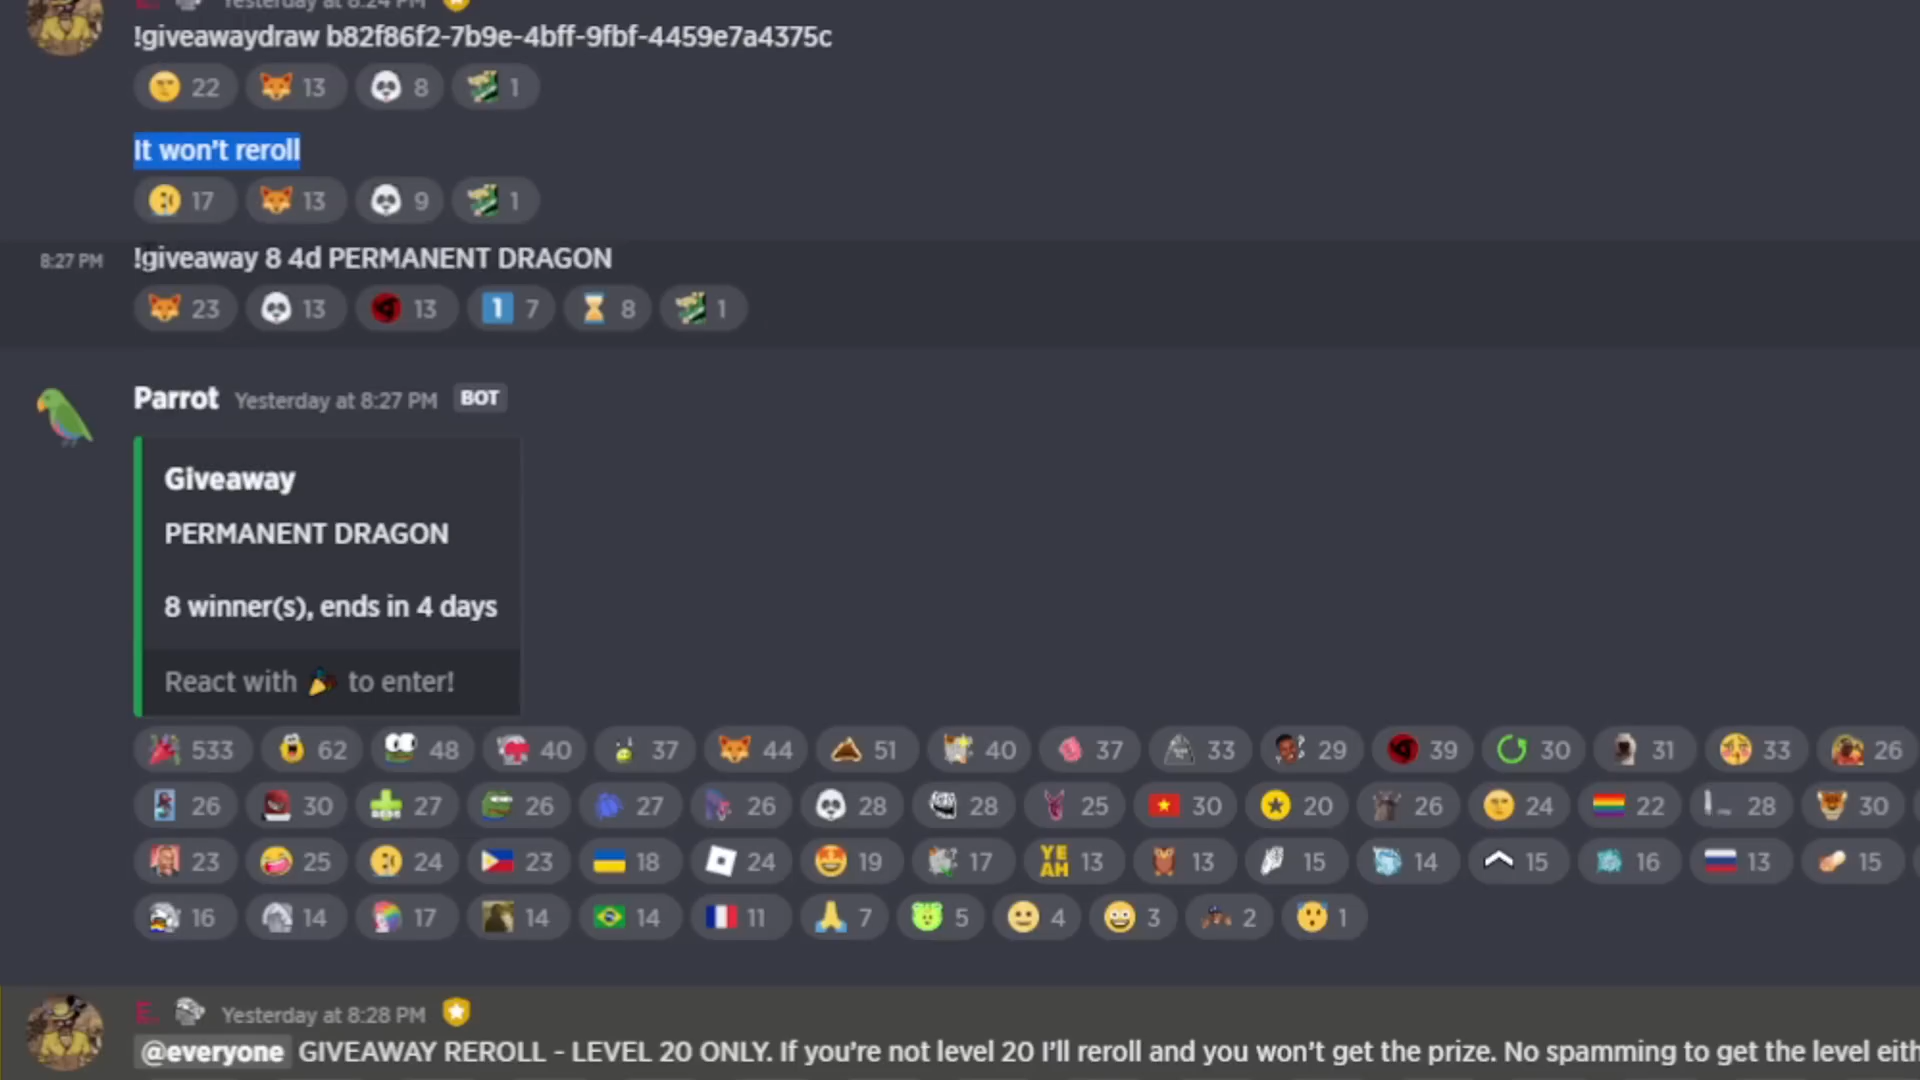 E. Yesterday at 8:24 PM
!giveawaydraw b82f86f2-7b9e-4bff-9fbf-4459e7a4375c
22 13 8 1
It won't reroll
17 13 9 1
8:27 PM !giveaway 8 4d PERMANENT DRAGON
23 13 13 1 7 8 1
Parrot Yesterday at 8:27 PM BOT
Giveaway
PERMANENT DRAGON
8 winner(s), ends in 4 days
React with to enter!
533 62 48 40 37 44 51 40 37 33 29 39 30 31 33 26
26 30 27 26 27 26 28 28 25 30 20 26 24 22 28 30
23 25 24 23 18 24 19 17 YEAH 13 13 15 14 15 16 13 15
16 14 17 14 14 11 7 5 4 3 2 1
E. Yesterday at 8:28 PM
@everyone GIVEAWAY REROLL - LEVEL 20 ONLY. If you're not level 20 I'll reroll and you won't get the prize. No spamming to get the level eith